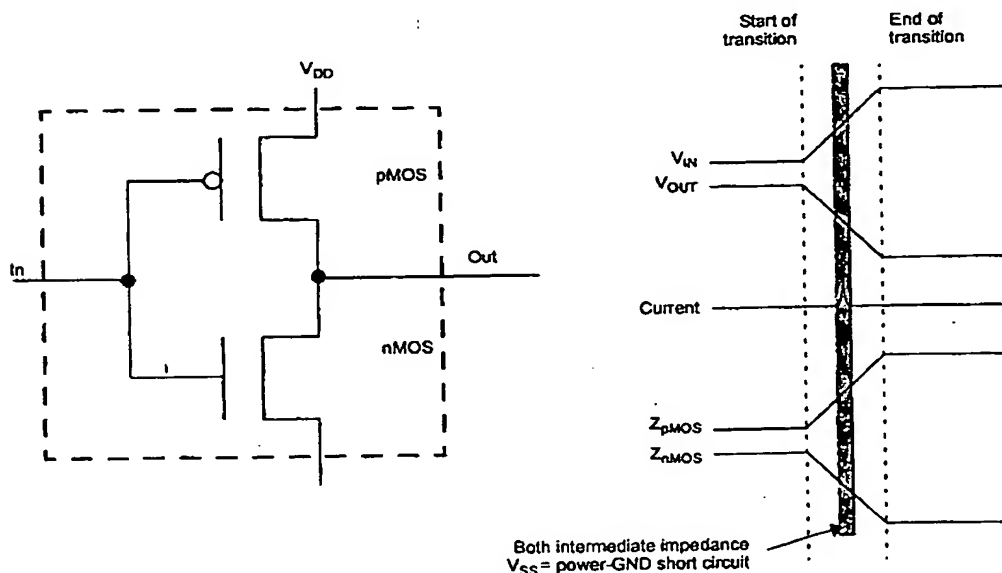 Start of
transition
End of
transition
VDD
pMOS
In
Out
nMOS
VIN
VOUT
Current
ZpMOS
ZnMOS
Both intermediate impedance
VSS = power-GND short circuit